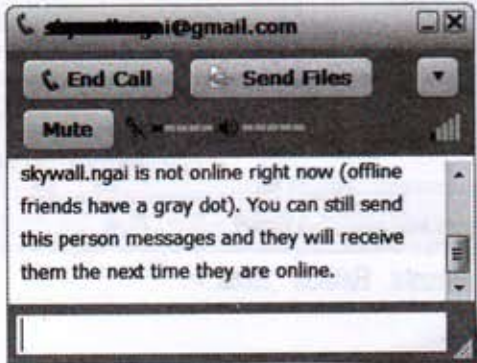 i@gmail.com
End Call
Send Files
Mute
skywall.ngai is not online right now (offline
friends have a gray dot). You can still send
this person messages and they will receive
them the next time they are online.